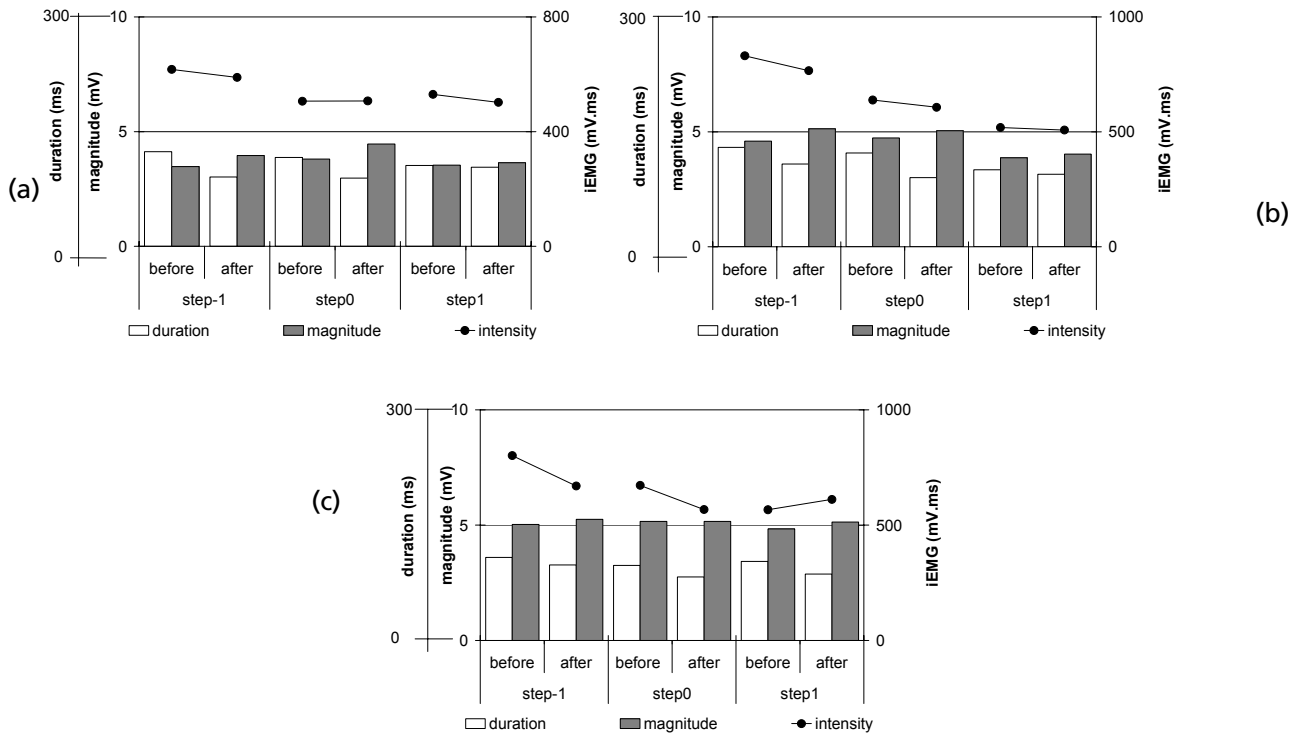 (a)
300
0
duration (ms)
magnitude (mV)
10
5
0
800
400
0
iEMG (mV.ms)
before after before after before after
step-1 step0 step1
duration magnitude intensity
(b)
300
0
duration (ms)
magnitude (mV)
10
5
0
1000
500
0
iEMG (mV.ms)
before after before after before after
step-1 step0 step1
duration magnitude intensity
(c)
300
0
duration (ms)
magnitude (mV)
10
5
0
1000
500
0
iEMG (mV.ms)
before after before after before after
step-1 step0 step1
duration magnitude intensity